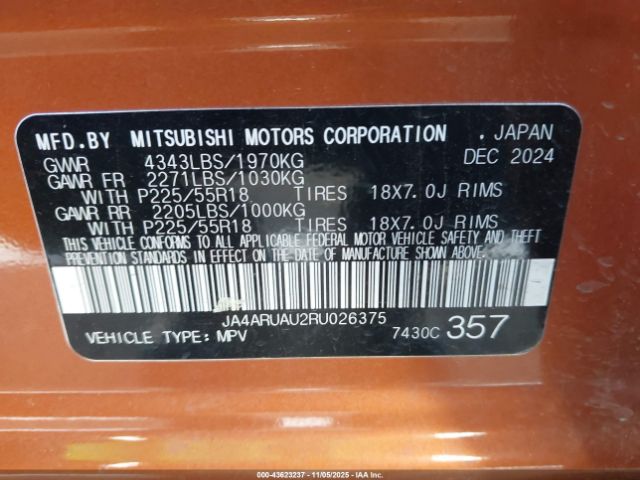 MFD.BY MITSUBISHI MOTORS CORPORATION . JAPAN
GVWR 4343LBS/1970KG DEC 2024
GAWR FR 2271LBS/1030KG
WITH P225/55R18 TIRES 18X7.0J RIMS
GAWR RR 2205LBS/1000KG
WITH P225/55R18 TIRES 18X7.0J RIMS
THIS VEHICLE CONFORMS TO ALL APPLICABLE FEDERAL MOTOR VEHICLE SAFETY AND THEFT
PREVENTION STANDARDS IN EFFECT ON THE DATE OF MANUFACTURE SHOWN ABOVE.
JA4ARUAU2RU026375
VEHICLE TYPE: MPV 7430C 357
000-43623237 - 11/05/2025 - IAAI.CA